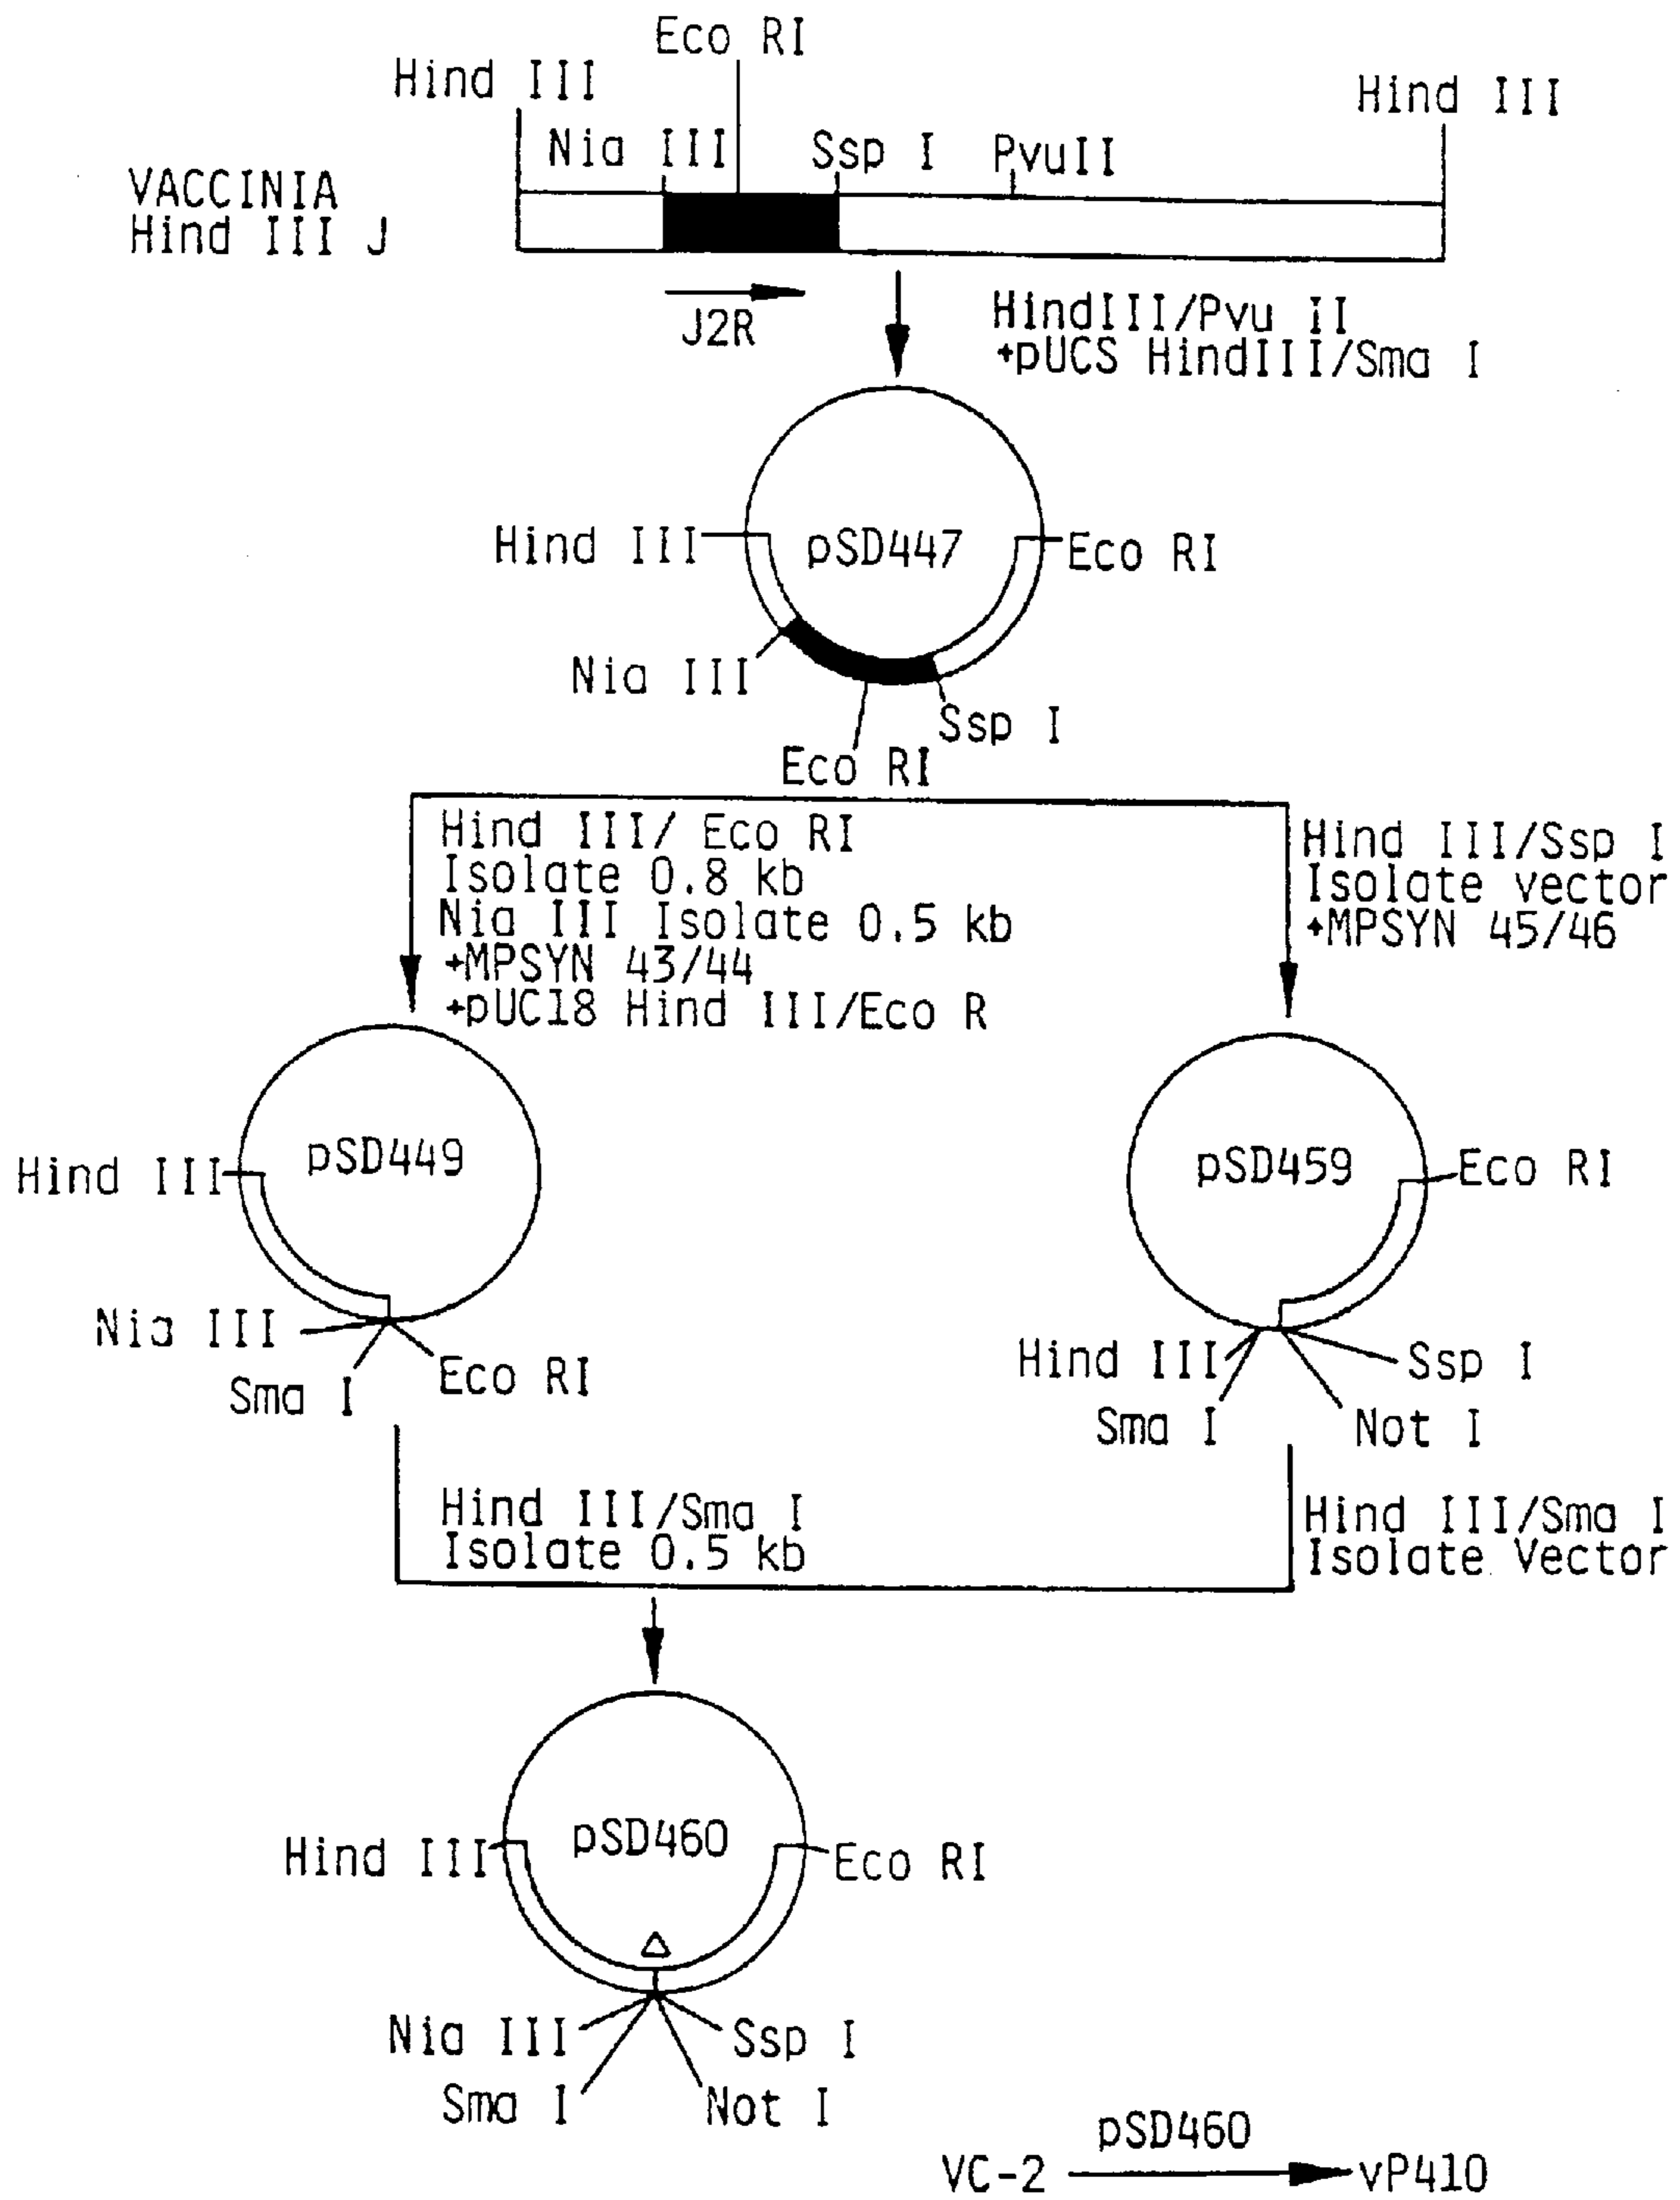 Eco RI
Hind III
Hind III
Nia III
Ssp I
PvuII
VACCINIA
Hind III J
J2R
HindIII/Pvu II
+pUCS HindIII/Sma I
Hind III
pSD447
Eco RI
Nia III
Ssp I
Eco RI
Hind III/ Eco RI
Isolate 0.8 kb
Nia III Isolate 0.5 kb
+MPSYN 43/44
+pUC18 Hind III/Eco R
Hind III/Ssp I
Isolate vector
+MPSYN 45/46
pSD449
Hind III
Nia III
Sma I
Eco RI
pSD459
Eco RI
Hind III
Ssp I
Sma I
Not I
Hind III/Sma I
Isolate 0.5 kb
Hind III/Sma I
Isolate Vector
Hind III
pSD460
Eco RI
Δ
Nia III
Ssp I
Sma I
Not I
pSD460
VC-2
vP410